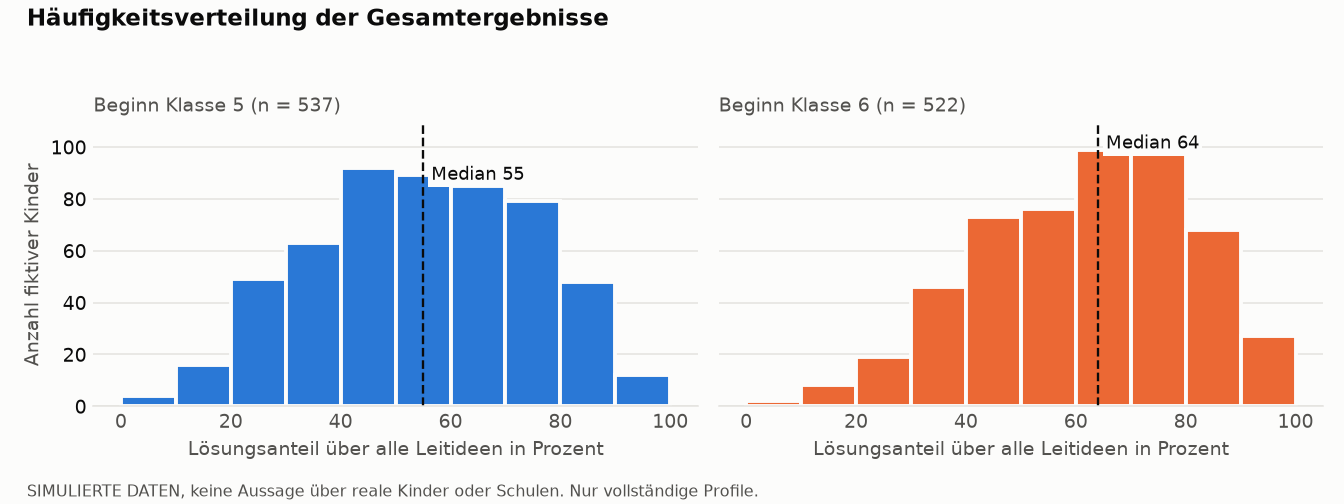 Häufigkeitsverteilung der Gesamtergebnisse
Beginn Klasse 5 (n = 537)
Anzahl fiktiver Kinder
100
80
60
40
20
0
Median 55
0 20 40 60 80 100
Lösungsanteil über alle Leitideen in Prozent
Beginn Klasse 6 (n = 522)
Median 64
0 20 40 60 80 100
Lösungsanteil über alle Leitideen in Prozent
SIMULIERTE DATEN, keine Aussage über reale Kinder oder Schulen. Nur vollständige Profile.